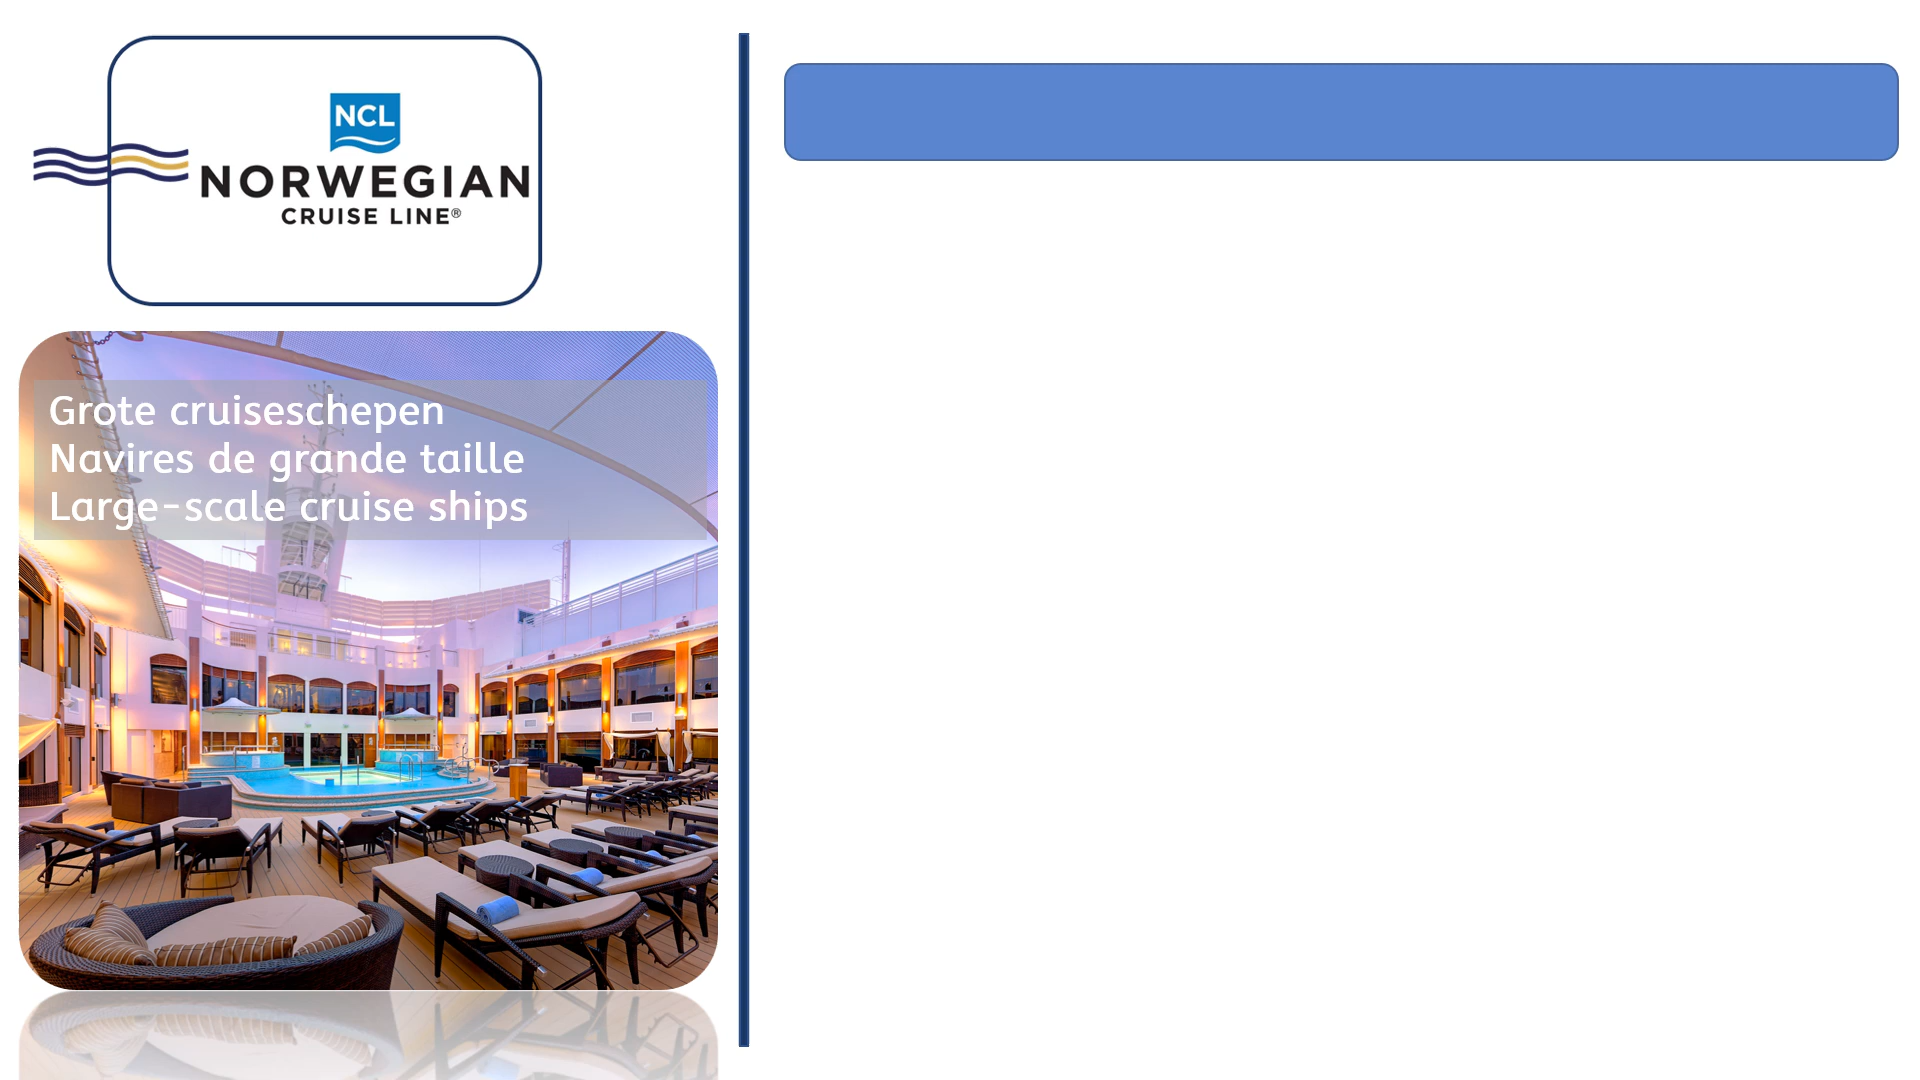 NCL
NORWEGIAN
CRUISE LINE®
Grote cruiseschepen
Navires de grande taille
Large-scale cruise ships